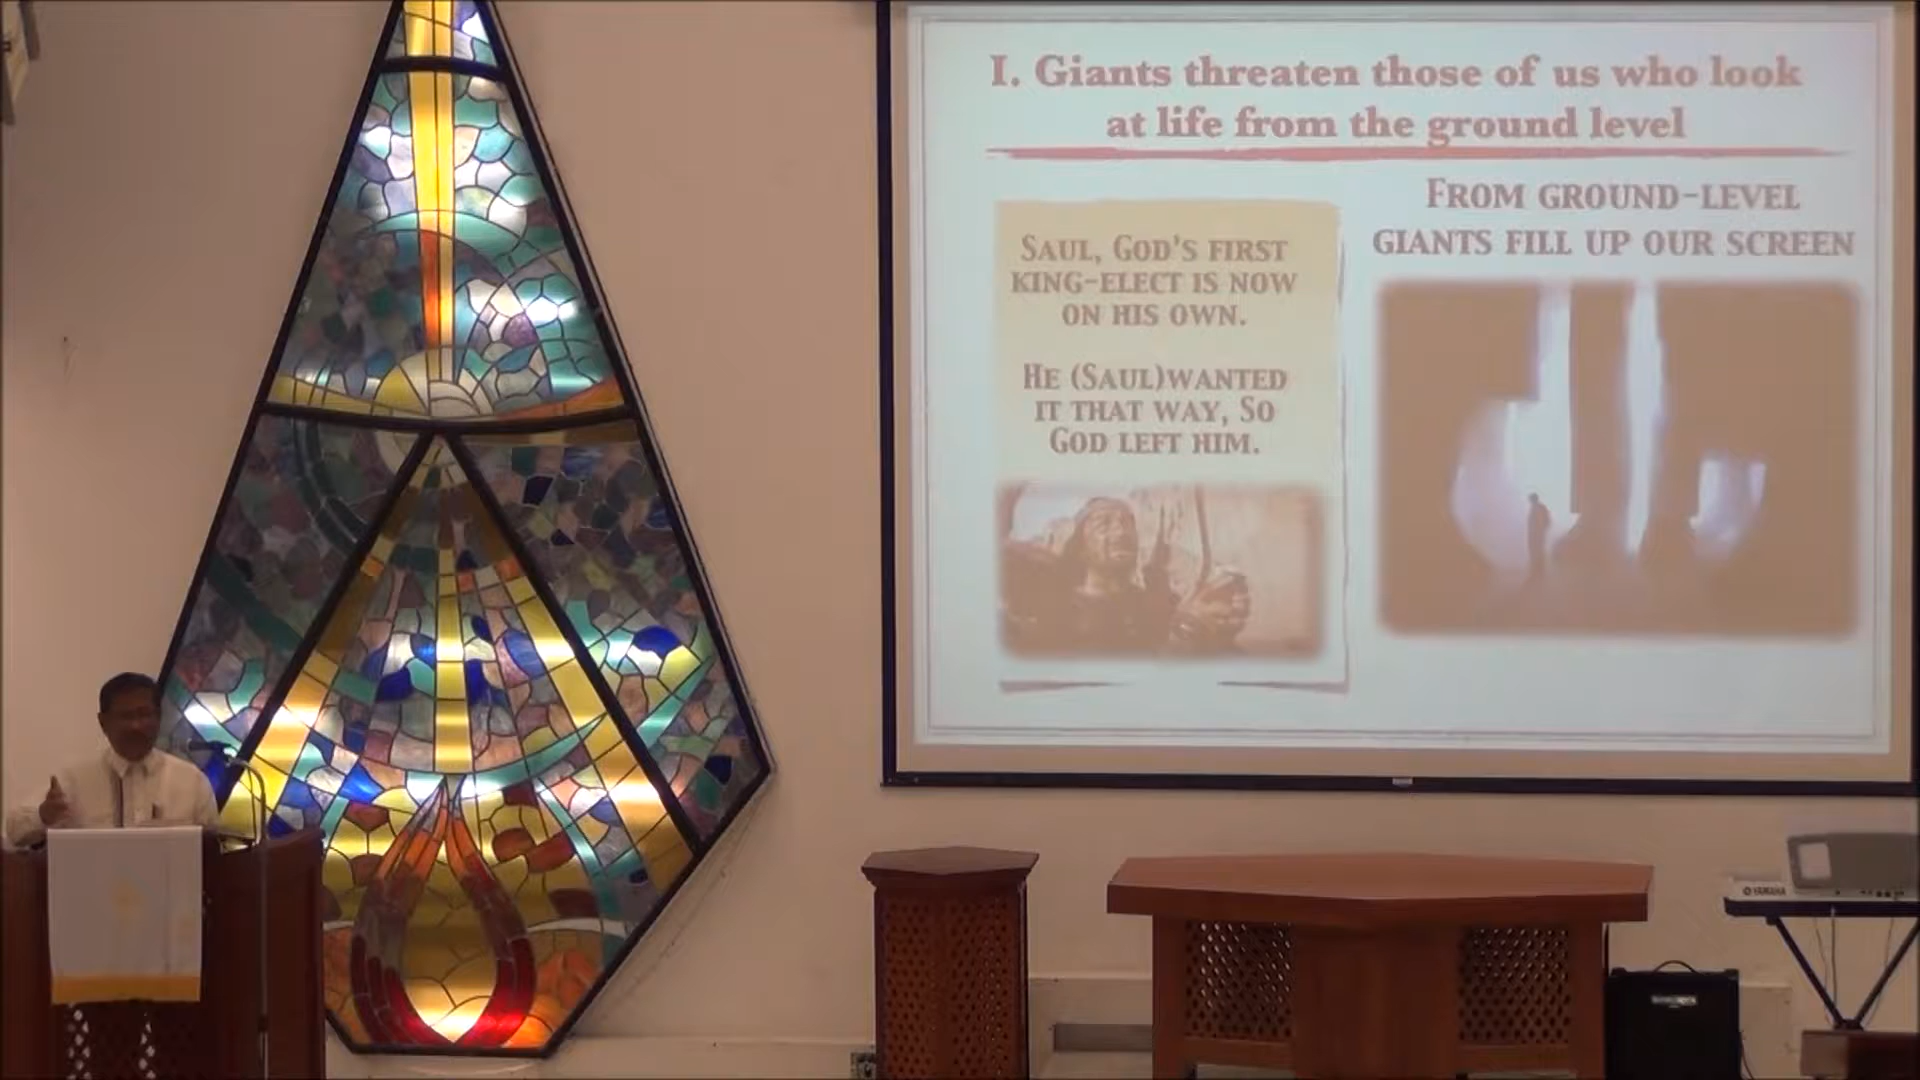 I. Giants threaten those of us who look
at life from the ground level
SAUL, GOD'S FIRST
KING-ELECT IS NOW
ON HIS OWN.
HE (SAUL)WANTED
IT THAT WAY, SO
GOD LEFT HIM.
FROM GROUND-LEVEL
GIANTS FILL UP OUR SCREEN
YAMAHA